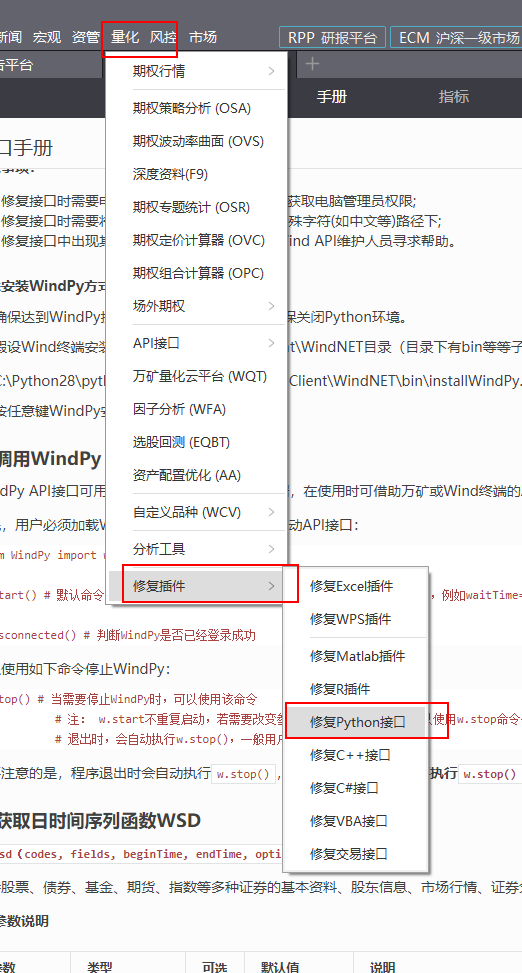 新闻 宏观 资管 量化 风控 市场 RPP 研报平台 ECM 沪深一级市场
告平台
手册 指标
口手册
期权行情
期权策略分析 (OSA)
期权波动率曲面 (OVS)
深度资料(F9)
期权专题统计 (OSR)
期权定价计算器 (OVC)
期权组合计算器 (OPC)
场外期权
API接口
万矿量化云平台 (WQT)
因子分析 (WFA)
选股回测 (EQBT)
资产配置优化 (AA)
自定义品种 (WCV)
分析工具
修复插件
修复Excel插件
修复WPS插件
修复Matlab插件
修复R插件
修复Python接口
修复C++接口
修复C#接口
修复VBA接口
修复交易接口
事项：
修复接口时需要 获取电脑管理员权限;
修复接口时需要 殊字符(如中文等)路径下;
修复接口中出现 ind API维护人员寻求帮助。
安装WindPy方
确保达到WindPy 保关闭Python环境。
假设Wind终端安 t\WindNET目录（目录下有bin等等子
C:\Python28\pyth Client\WindNET\bin\installWindPy.
按任意键WindPy
调用WindPy
dPy API接口可用 ，在使用时可借助万矿或Wind终端的
，用户必须加载W 动API接口：
m WindPy import w
tart() # 默认命令 ，例如waitTime=
sconnected() # 判断WindPy是否已经登录成功
使用如下命令停止WindPy：
top() # 当需要停止WindPy时，可以使用该命令
# 注： w.start不重复启动，若需要改变参 使用w.stop命令
# 退出时，会自动执行w.stop()，一般用户
注意的是，程序退出时会自动执行 w.stop() ， 执行 w.stop()
获取日时间序列函数WSD
sd（codes, fields, beginTime, endTime, opti
股票、债券、基金、期货、指数等多种证券的基本资料、股东信息、市场行情、证券
参数说明
参数 类型 可选 默认值 说明